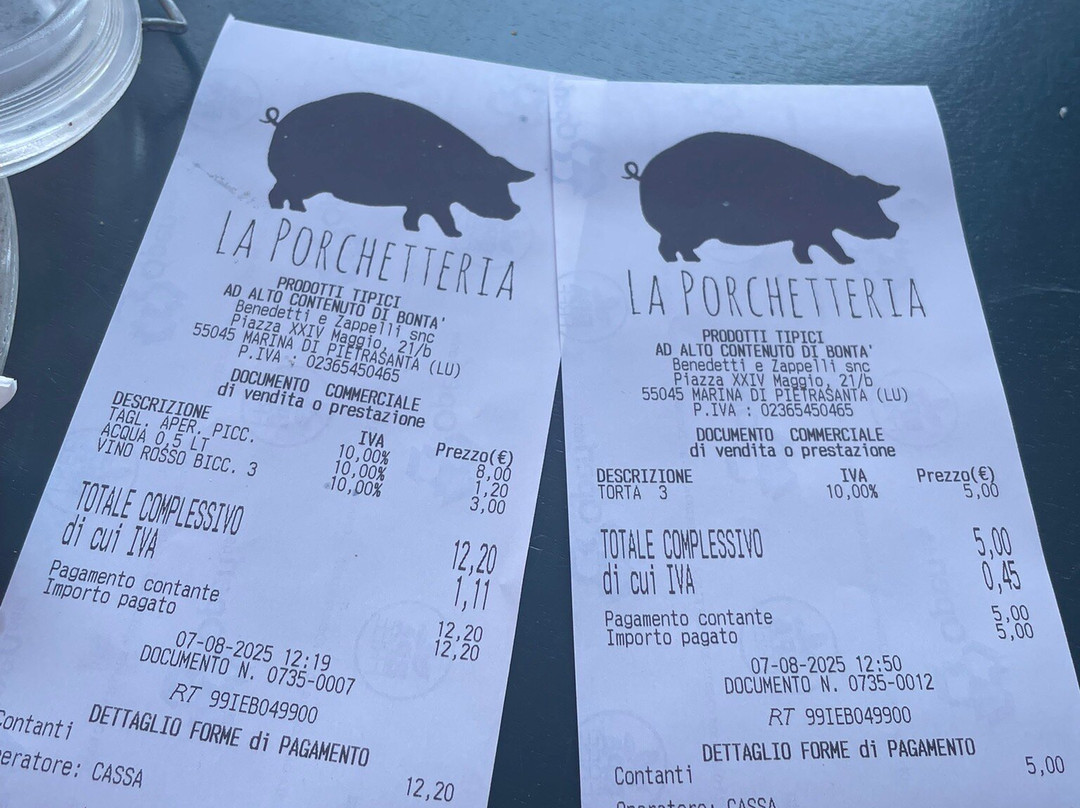 LA PORCHETTERIA
PRODOTTI TIPICI
AD ALTO CONTENUTO DI BONTA'
Benedetti e Zappelli snc
Piazza XXIV Maggio, 21/b
55045 MARINA DI PIETRASANTA (LU)
P.IVA : 02365450465
DOCUMENTO COMMERCIALE
di vendita o prestazione
DESCRIZIONE IVA Prezzo(€)
TAGL. APER. PICC. 10,00% 8,00
ACQUA 0,5 LT 10,00% 1,20
VINO ROSSO BICC. 3 10,00% 3,00
TOTALE COMPLESSIVO 12,20
di cui IVA 1,11
Pagamento contante 12,20
Importo pagato 12,20
07-08-2025 12:19
DOCUMENTO N. 0735-0007
RT 99IEB049900
DETTAGLIO FORME di PAGAMENTO
Contanti 12,20
eratore: CASSA
LA PORCHETTERIA
PRODOTTI TIPICI
AD ALTO CONTENUTO DI BONTA'
Benedetti e Zappelli snc
Piazza XXIV Maggio, 21/b
55045 MARINA DI PIETRASANTA (LU)
P.IVA : 02365450465
DOCUMENTO COMMERCIALE
di vendita o prestazione
DESCRIZIONE IVA Prezzo(€)
TORTA 3 10,00% 5,00
TOTALE COMPLESSIVO 5,00
di cui IVA 0,45
Pagamento contante 5,00
Importo pagato 5,00
07-08-2025 12:50
DOCUMENTO N. 0735-0012
RT 99IEB049900
DETTAGLIO FORME di PAGAMENTO
Contanti 5,00
Operatore: CASSA